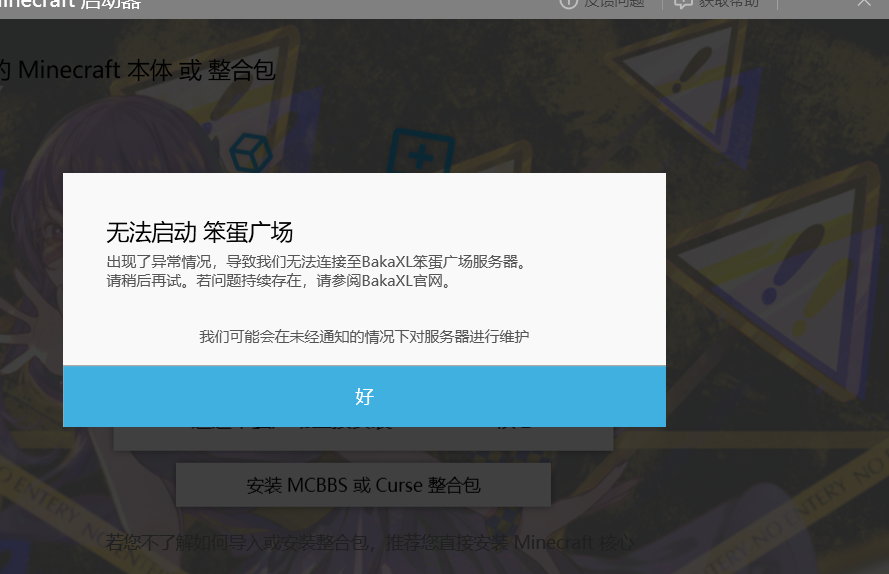 Minecraft 启动器
反馈问题
获取帮助
的 Minecraft 本体 或 整合包
无法启动 笨蛋广场
出现了异常情况，导致我们无法连接至BakaXL笨蛋广场服务器。
请稍后再试。若问题持续存在，请参阅BakaXL官网。
我们可能会在未经通知的情况下对服务器进行维护
好
安装 MCBBS 或 Curse 整合包
若您不了解如何导入或安装整合包，推荐您直接安装 Minecraft 核心
NO ENTERY
NO ENTERY
NO ENTERY